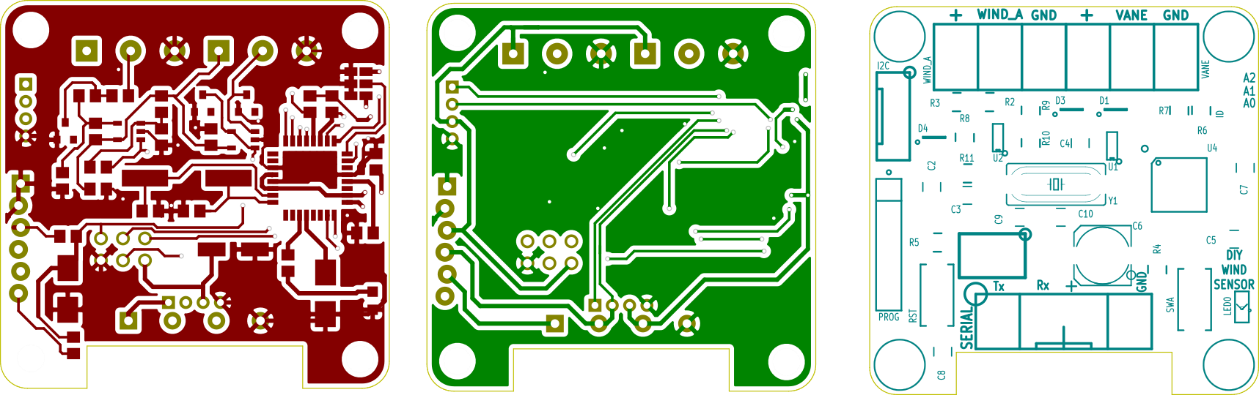 + WIND_A GND + VANE GND
I2C
WIND_A
VANE
A2
A1
A0
R3
R2
R9
D3
D1
R7
ID
R8
R6
D4
R10
C4
U4
R11
U2
U1
C2
C7
C3
Y1
C9
C10
C6
R5
R4
C5
DIY
WIND
SENSOR
Tx
Rx
+
GND
SWA
LED0
PROG
RST
SERIAL
C8